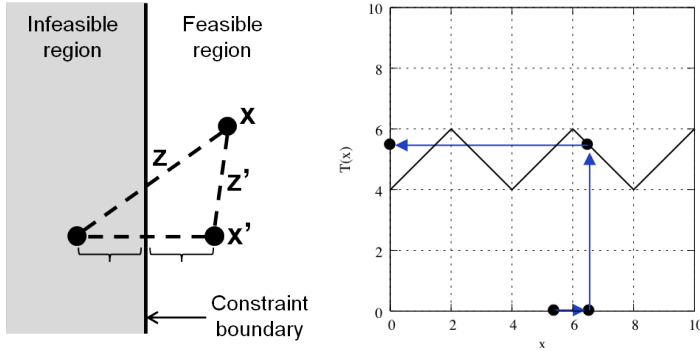 Infeasible
region
Feasible
region
x
z
z'
x'
Constraint
boundary
10
8
6
4
2
0
T(x)
0 2 4 6 8 10
x